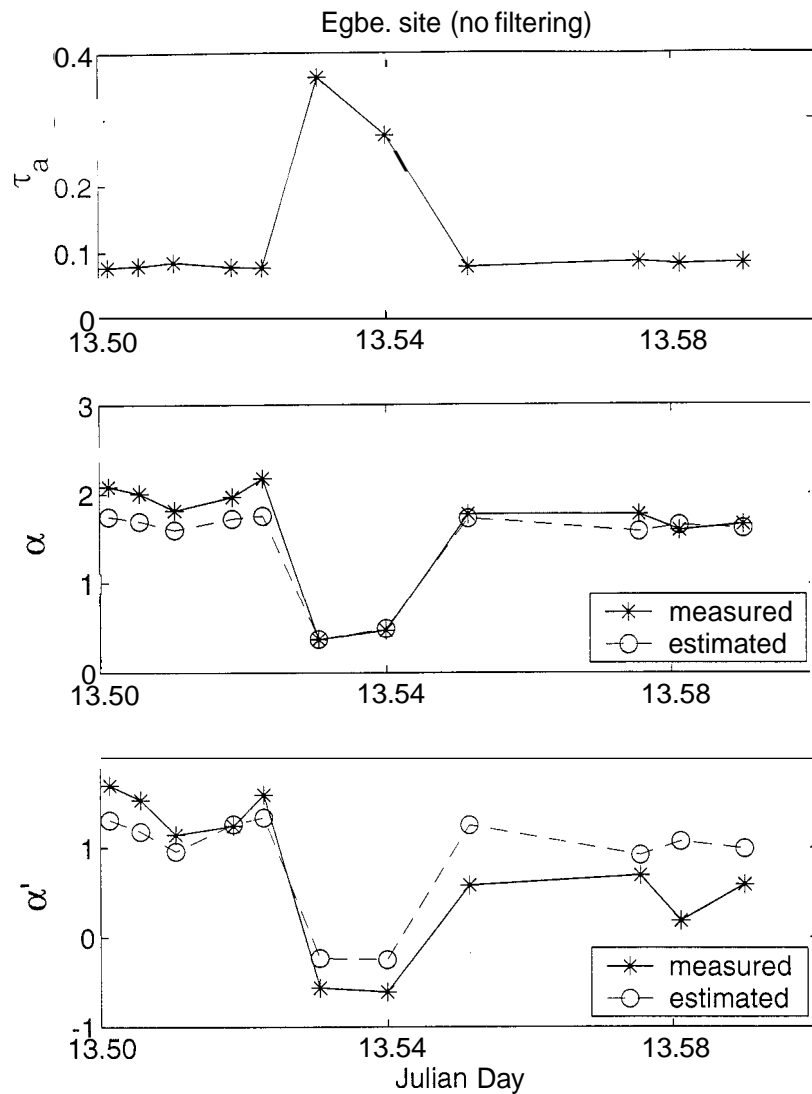 Egbe. site (no filtering)
0.4
0.2
0.1
0
τa
13.50 13.54 13.58
3
2
1
0
α
measured
estimated
13.50 13.54 13.58
1
0
-1
α'
measured
estimated
13.50 13.54 13.58
Julian Day